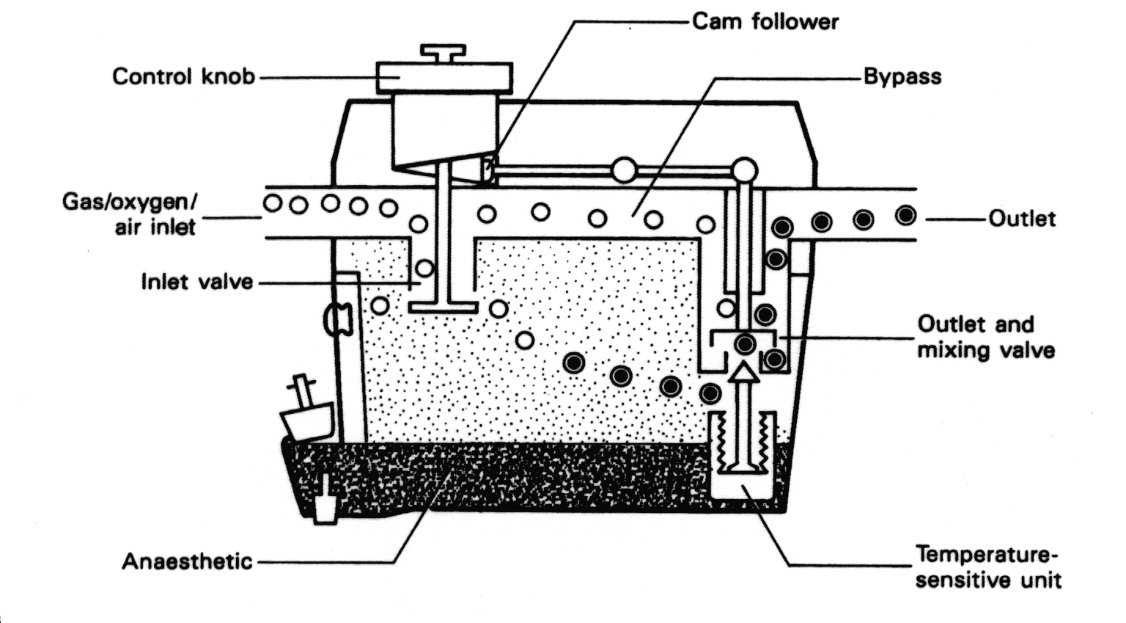 Cam follower
Control knob
Bypass
Gas/oxygen/
air inlet
Outlet
Inlet valve
Outlet and
mixing valve
Anaesthetic
Temperature-
sensitive unit